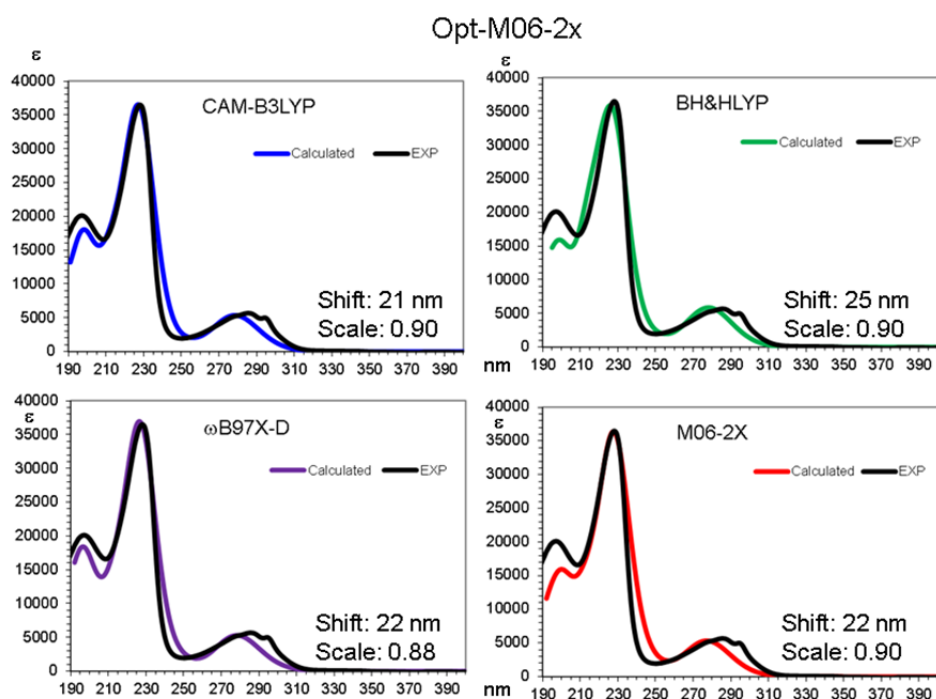 Opt-M06-2x
ε
40000
35000
30000
25000
20000
15000
10000
5000
0
CAM-B3LYP
Calculated EXP
Shift: 21 nm
Scale: 0.90
190 210 230 250 270 290 310 330 350 370 390
ε
40000
35000
30000
25000
20000
15000
10000
5000
0
BH&HLYP
Calculated EXP
Shift: 25 nm
Scale: 0.90
nm 190 210 230 250 270 290 310 330 350 370 390
ε
40000
35000
30000
25000
20000
15000
10000
5000
0
ωB97X-D
Calculated EXP
Shift: 22 nm
Scale: 0.88
190 210 230 250 270 290 310 330 350 370 390
ε
40000
35000
30000
25000
20000
15000
10000
5000
0
M06-2X
Calculated EXP
Shift: 22 nm
Scale: 0.90
nm 190 210 230 250 270 290 310 330 350 370 390